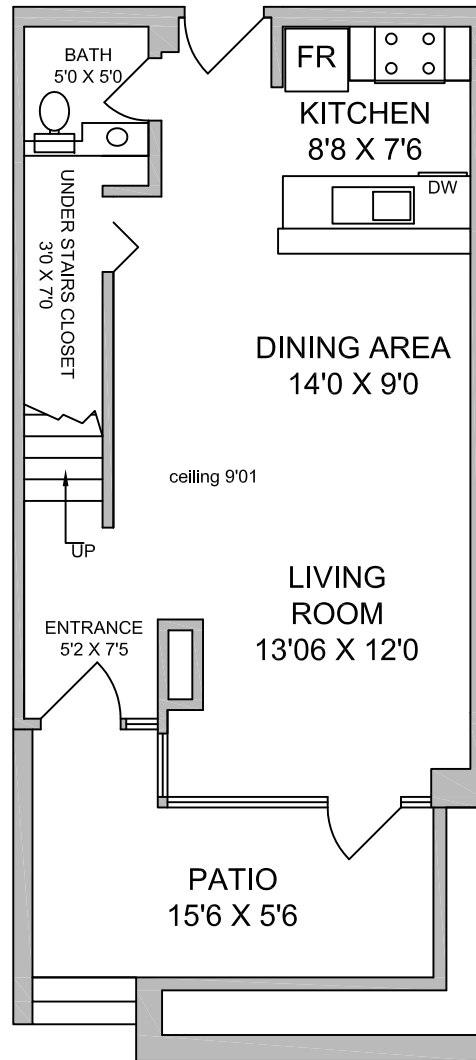 BATH
5'0 X 5'0
FR
KITCHEN
8'8 X 7'6
DW
UNDER STAIRS CLOSET
3'0 X 7'0
DINING AREA
14'0 X 9'0
ceiling 9'01
UP
LIVING
ROOM
13'06 X 12'0
ENTRANCE
5'2 X 7'5
PATIO
15'6 X 5'6